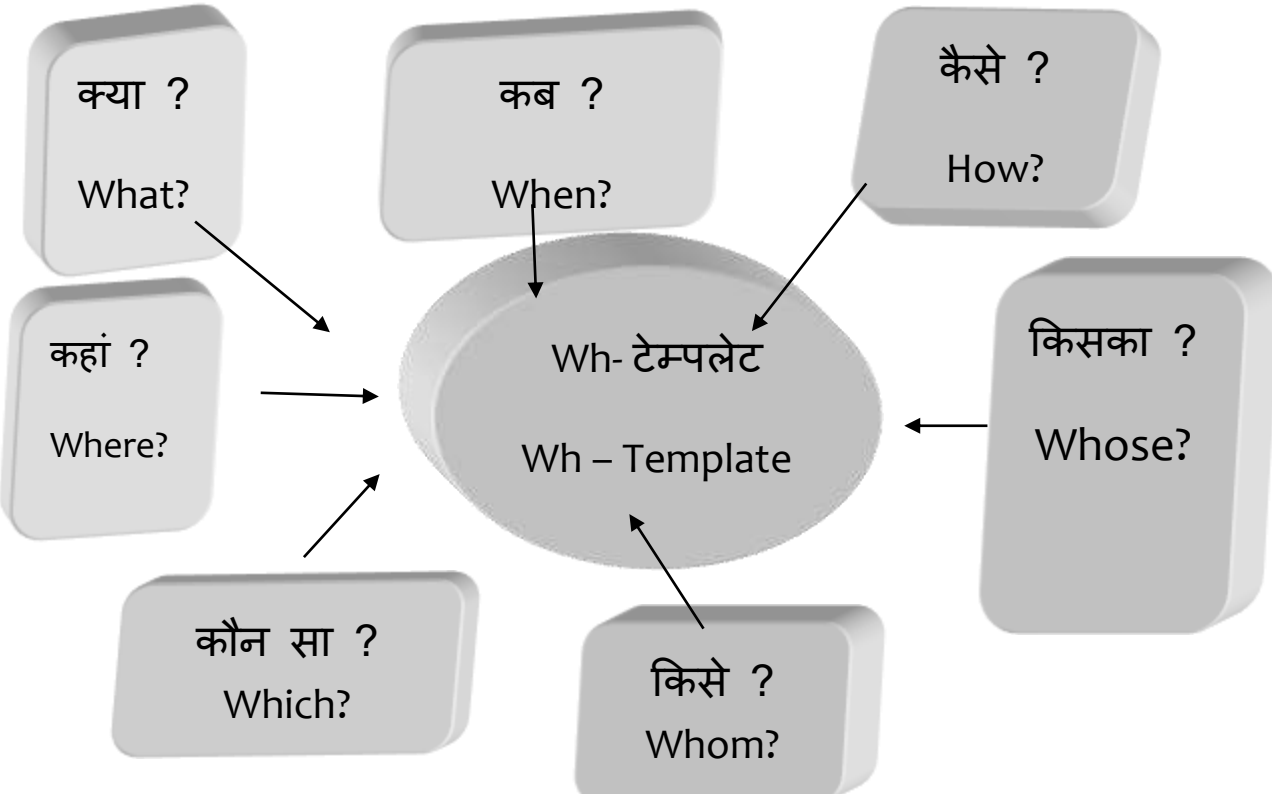 क्या ?
What?
कब ?
When?
कैसे ?
How?
कहां ?
Where?
Wh- टेम्पलेट
Wh – Template
किसका ?
Whose?
कौन सा ?
Which?
किसे ?
Whom?